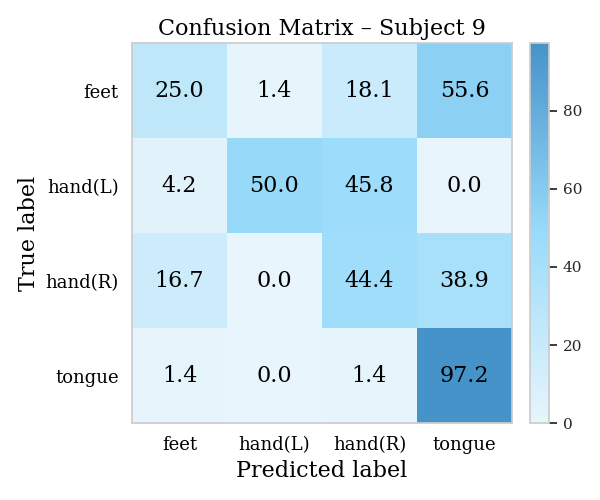 Confusion Matrix – Subject 9
True label
feet 25.0 1.4 18.1 55.6
hand(L) 4.2 50.0 45.8 0.0
hand(R) 16.7 0.0 44.4 38.9
tongue 1.4 0.0 1.4 97.2
feet hand(L) hand(R) tongue
Predicted label
80
60
40
20
0